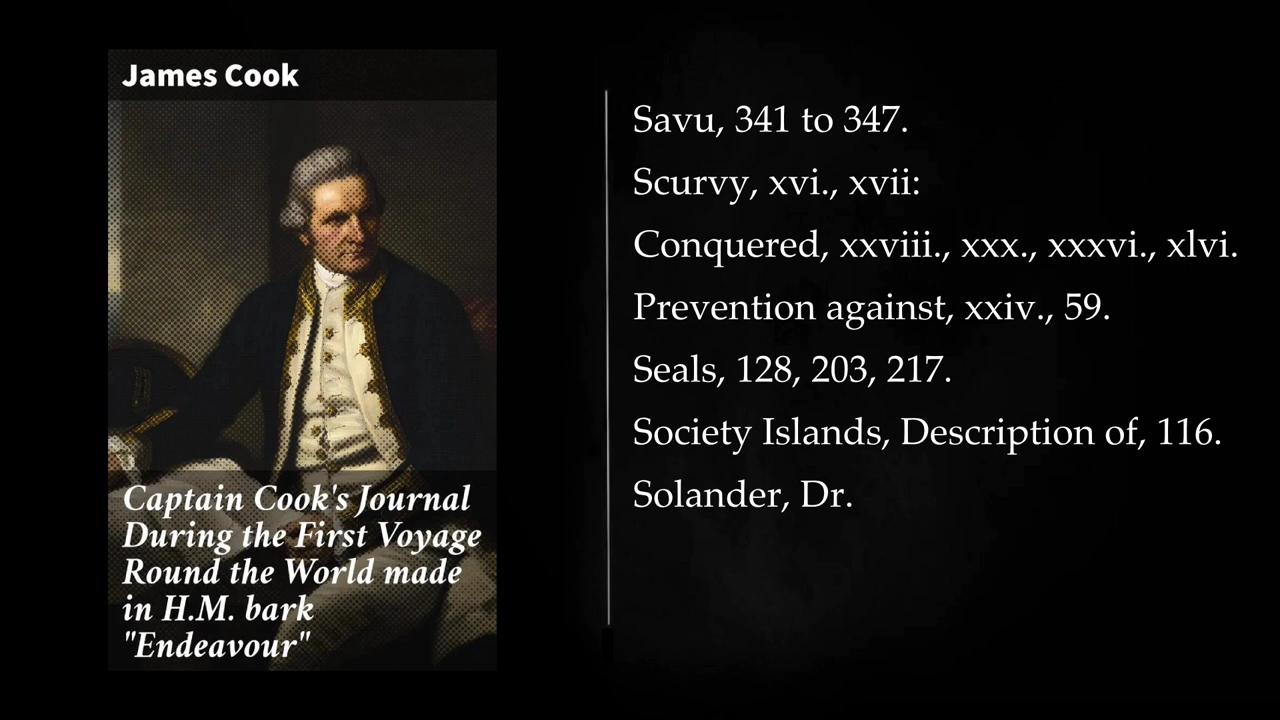 James Cook
Captain Cook's Journal
During the First Voyage
Round the World made
in H.M. bark
"Endeavour"
Savu, 341 to 347.
Scurvy, xvi., xvii:
Conquered, xxviii., xxx., xxxvi., xlvi.
Prevention against, xxiv., 59.
Seals, 128, 203, 217.
Society Islands, Description of, 116.
Solander, Dr.